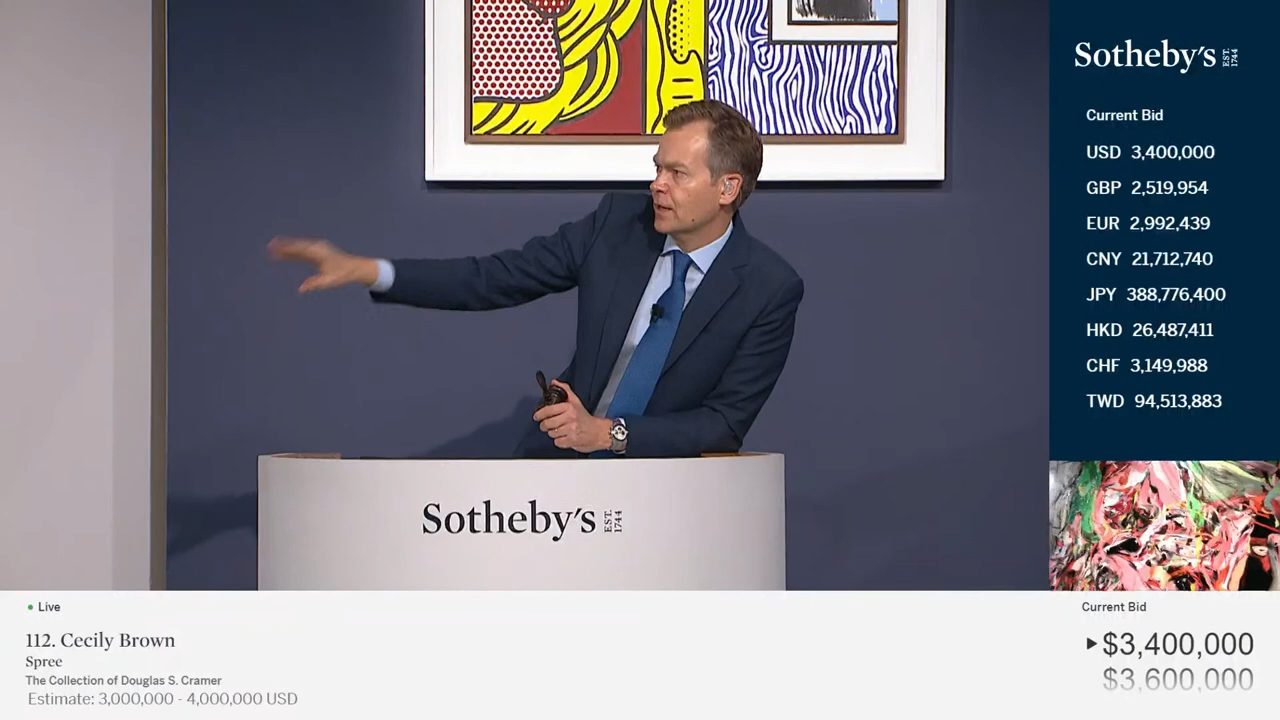 Sotheby's EST. 1744
Current Bid
USD 3,400,000
GBP 2,519,954
EUR 2,992,439
CNY 21,712,740
JPY 388,776,400
HKD 26,487,411
CHF 3,149,988
TWD 94,513,883
Sotheby's EST. 1744
Live
112. Cecily Brown
Spree
The Collection of Douglas S. Cramer
Estimate: 3,000,000 - 4,000,000 USD
Current Bid
$3,400,000
$3,600,000